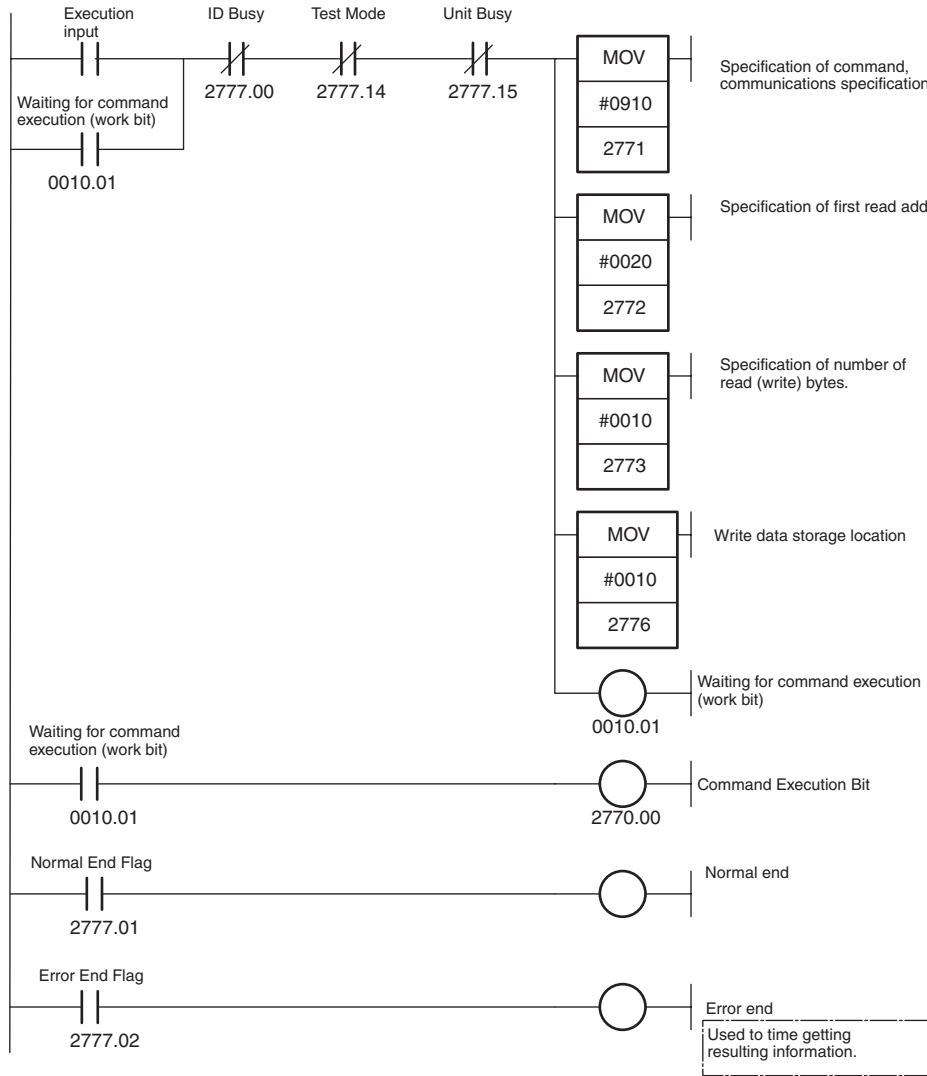 Execution
input
ID Busy
Test Mode
Unit Busy
2777.00
2777.14
2777.15
Waiting for command
execution (work bit)
0010.01
MOV
#0910
2771
Specification of command,
communications specification
MOV
#0020
2772
Specification of first read add
MOV
#0010
2773
Specification of number of
read (write) bytes.
MOV
#0010
2776
Write data storage location
Waiting for command execution
(work bit)
0010.01
Waiting for command
execution (work bit)
0010.01
2770.00
Command Execution Bit
Normal End Flag
2777.01
Normal end
Error End Flag
2777.02
Error end
Used to time getting
resulting information.